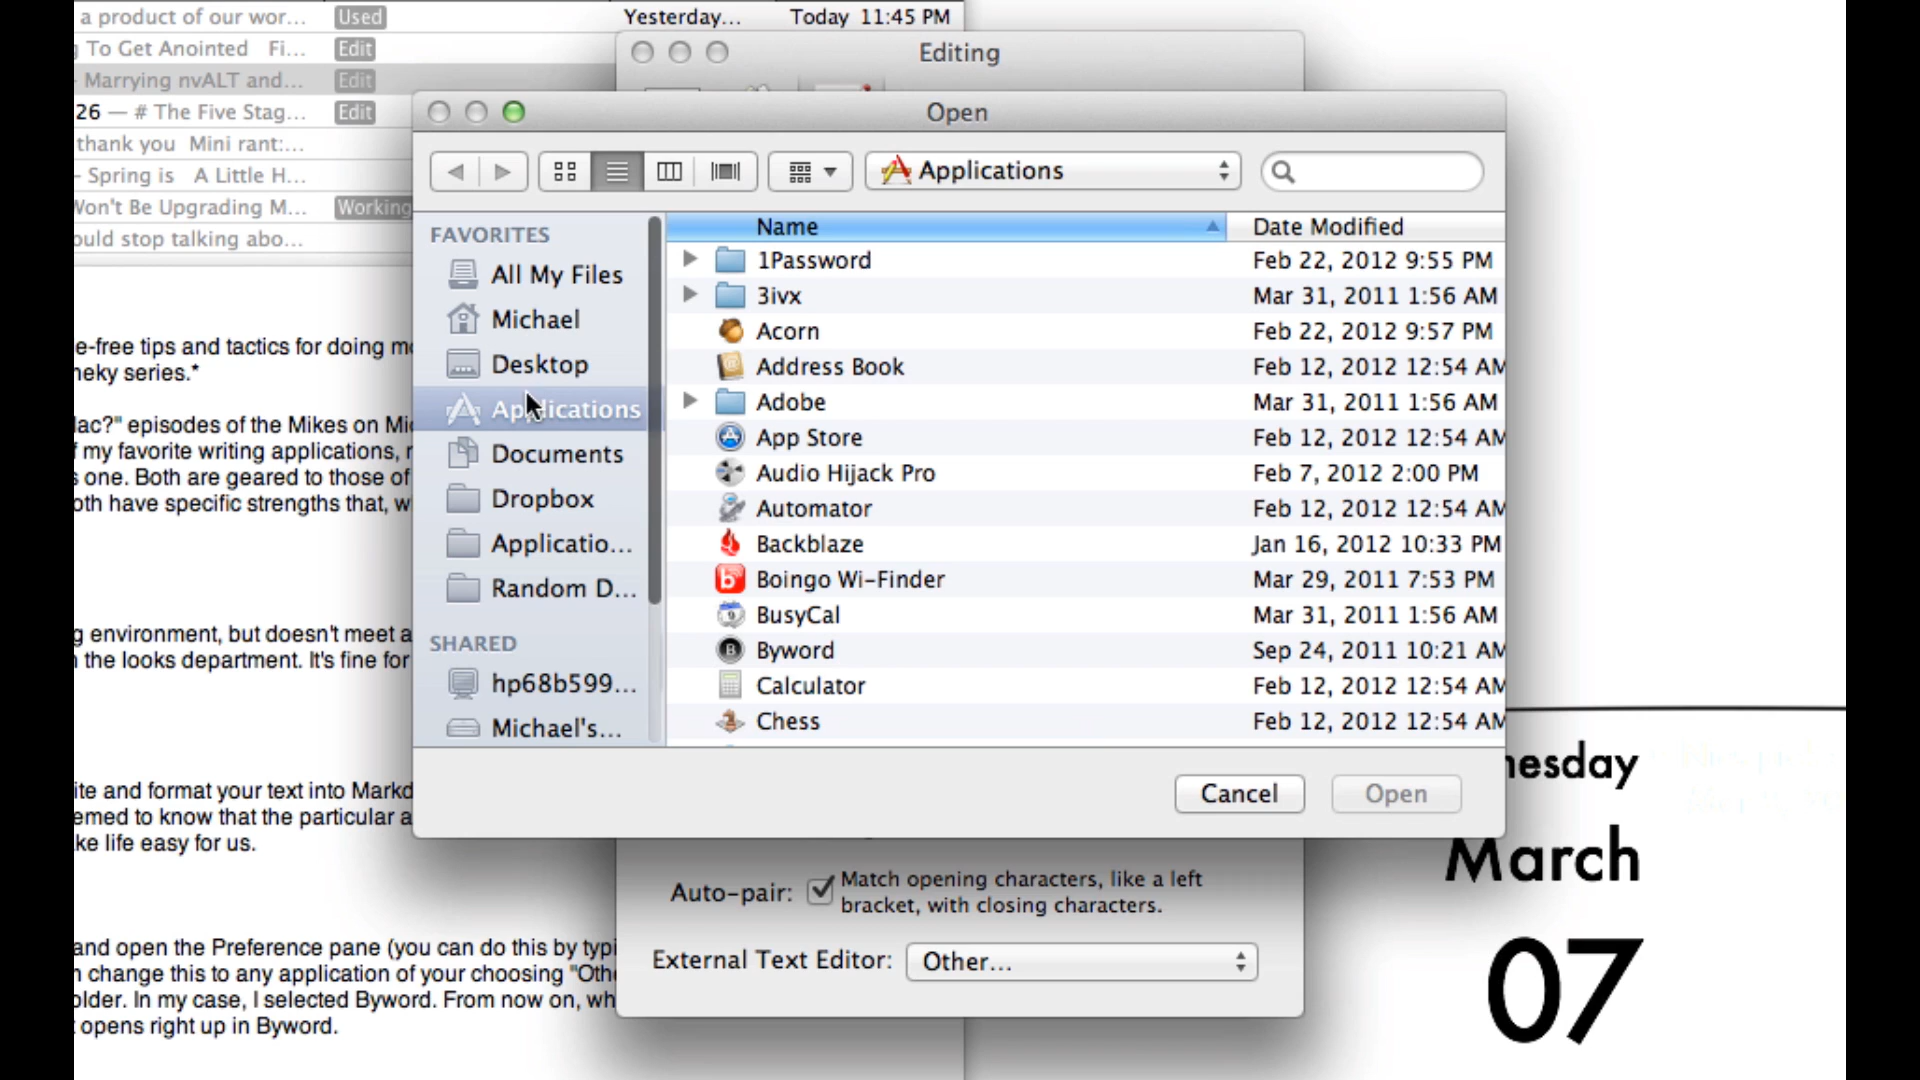 a product of our wor... Used Yesterday... Today 11:45 PM
To Get Anointed Fi... Edit
Marrying nvALT and... Edit
26 — # The Five Stag... Edit
thank you Mini rant:...
- Spring is A Little H...
Won't Be Upgrading M... Working
ould stop talking abo...
Editing
Open
Applications
FAVORITES
All My Files
Michael
Desktop
Applications
Documents
Dropbox
Applicatio...
Random D...
SHARED
hp68b599...
Michael's...
Name Date Modified
1Password Feb 22, 2012 9:55 PM
3ivx Mar 31, 2011 1:56 AM
Acorn Feb 22, 2012 9:57 PM
Address Book Feb 12, 2012 12:54 AM
Adobe Mar 31, 2011 1:56 AM
App Store Feb 12, 2012 12:54 AM
Audio Hijack Pro Feb 7, 2012 2:00 PM
Automator Feb 12, 2012 12:54 AM
Backblaze Jan 16, 2012 10:33 PM
Boingo Wi-Finder Mar 29, 2011 7:53 PM
BusyCal Mar 31, 2011 1:56 AM
Byword Sep 24, 2011 10:21 AM
Calculator Feb 12, 2012 12:54 AM
Chess Feb 12, 2012 12:54 AM
Cancel Open
e-free tips and tactics for doing
eky series.*
ac?" episodes of the Mikes on
f my favorite writing applications,
s one. Both are geared to those of
oth have specific strengths that,
g environment, but doesn't meet a
the looks department. It's fine for
ite and format your text into
emed to know that the particular a
ke life easy for us.
and open the Preference pane (you can do this by typi
change this to any application of your choosing "Oth
older. In my case, I selected Byword. From now on, wh
opens right up in Byword.
Auto-pair: Match opening characters, like a left
bracket, with closing characters.
External Text Editor: Other...
nesday
March
07